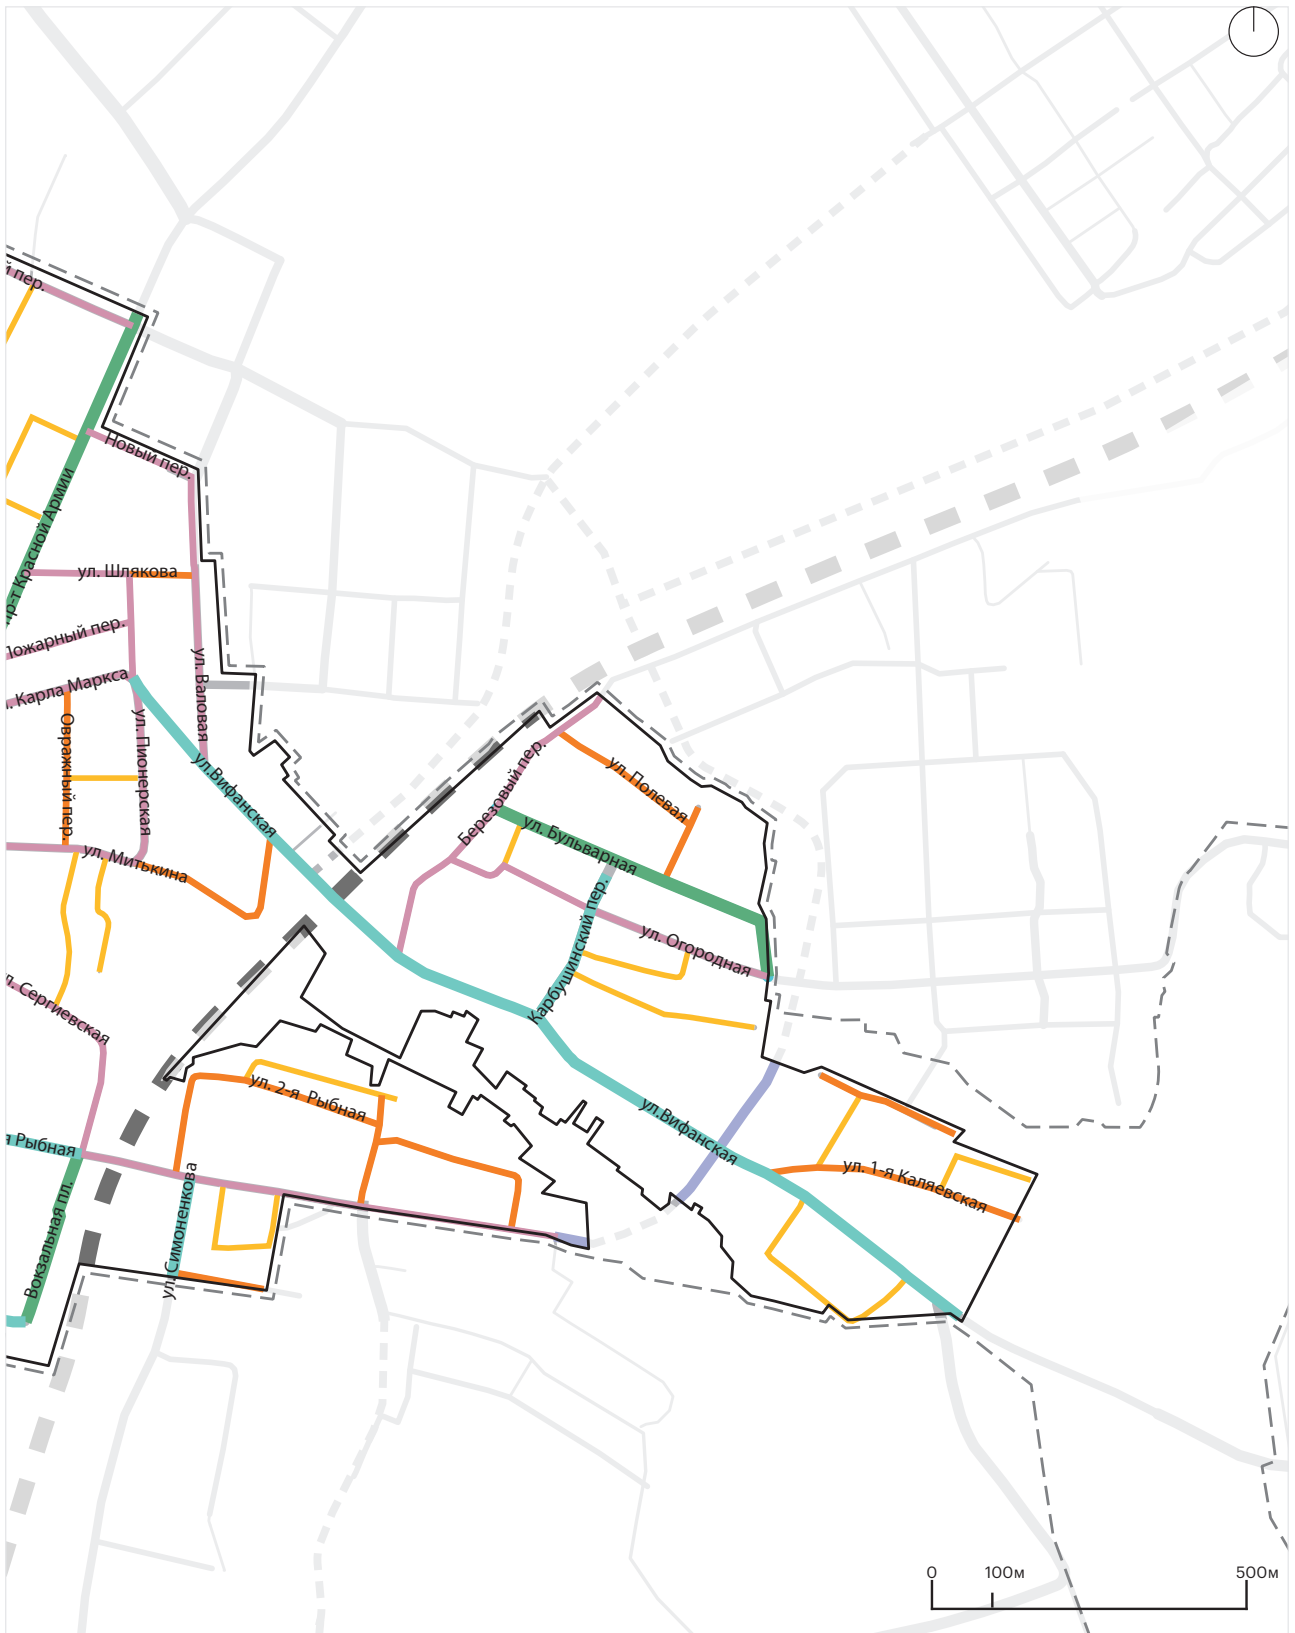 й пер.
Новый пер.
пр-т Красной Армии
ул. Шлякова
Пожарный пер.
Карла Маркса
ул. Валовая
Овражный пер.
ул. Пионерская
ул.Вифанская
ул. Митькина
Березовый пер.
ул. Полевая
ул. Бульварная
ул. Огородная
Карбушинский пер.
Сергиевская
ул. 2-я Рыбная
я Рыбная
ул.Вифанская
ул. 1-я Каляевская
Вокзальная пл.
ул. Симоненкова
0 100м 500м